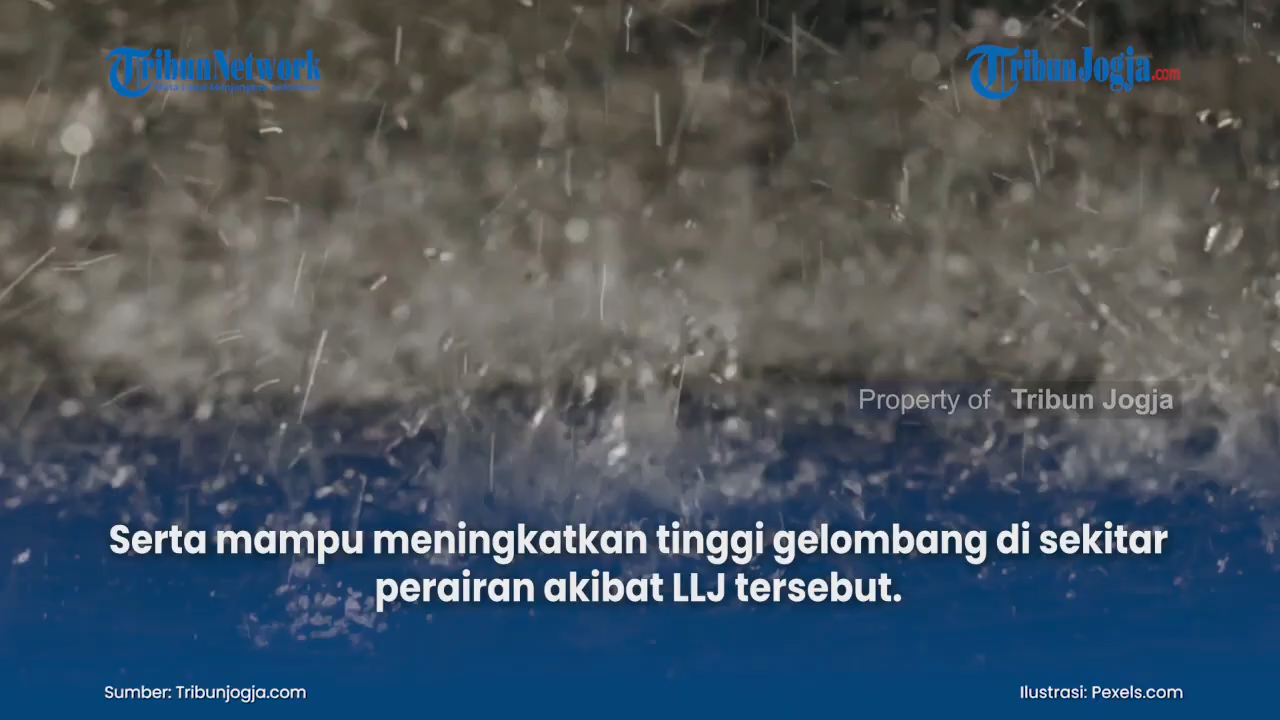 TribunNetwork
TribunJogja.com
Property of Tribun Jogja
Serta mampu meningkatkan tinggi gelombang di sekitar
perairan akibat LLJ tersebut.
Sumber: Tribunjogja.com
Ilustrasi: Pexels.com